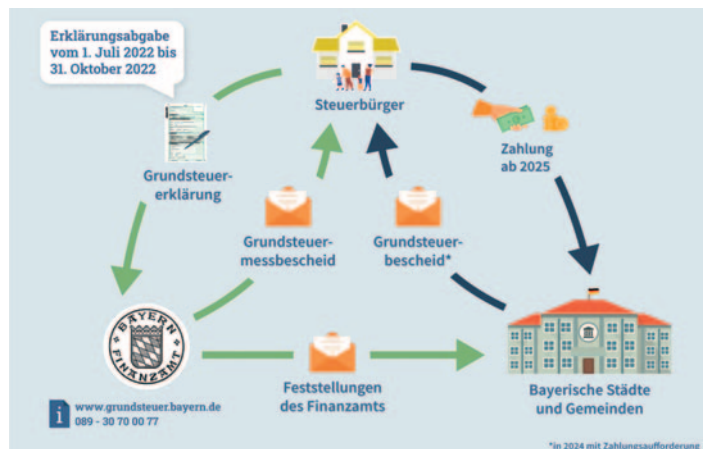 Erklärungsabgabe
vom 1. Juli 2022 bis
31. Oktober 2022
Steuerbürger
Grundsteuer-
erklärung
Zahlung
ab 2025
Grundsteuer-
messbescheid
Grundsteuer-
bescheid*
BAYERN
FINANZAMT
Feststellungen
des Finanzamts
Bayerische Städte
und Gemeinden
i www.grundsteuer.bayern.de
089 - 30 70 00 77
*in 2024 mit Zahlungsaufforderung